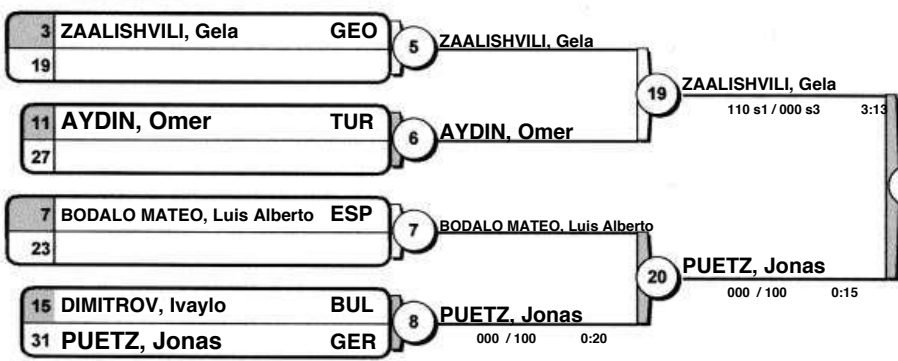 3 ZAALISHVILI, Gela GEO
19
5 ZAALISHVILI, Gela
11 AYDIN, Omer TUR
27
6 AYDIN, Omer
19 ZAALISHVILI, Gela
110 s1 / 000 s3 3:13
7 BODALO MATEO, Luis Alberto ESP
23
7 BODALO MATEO, Luis Alberto
15 DIMITROV, Ivaylo BUL
31 PUETZ, Jonas GER
8 PUETZ, Jonas
000 / 100 0:20
20 PUETZ, Jonas
000 / 100 0:15